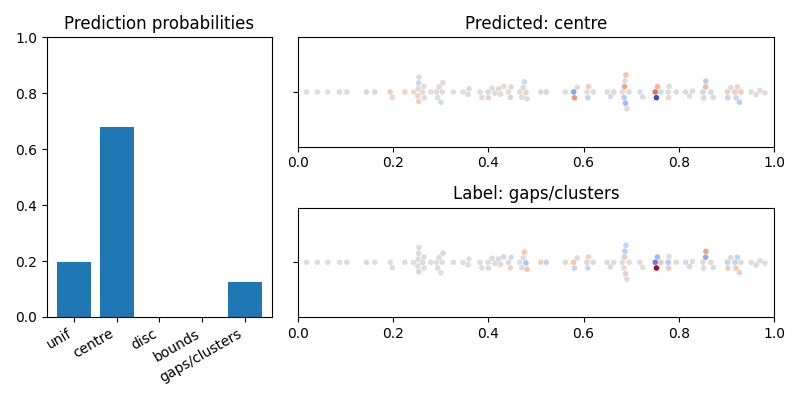 Prediction probabilities
1.0
0.8
0.6
0.4
0.2
0.0
unif
centre
disc
bounds
gaps/clusters
Predicted: centre
0.0 0.2 0.4 0.6 0.8 1.0
Label: gaps/clusters
0.0 0.2 0.4 0.6 0.8 1.0